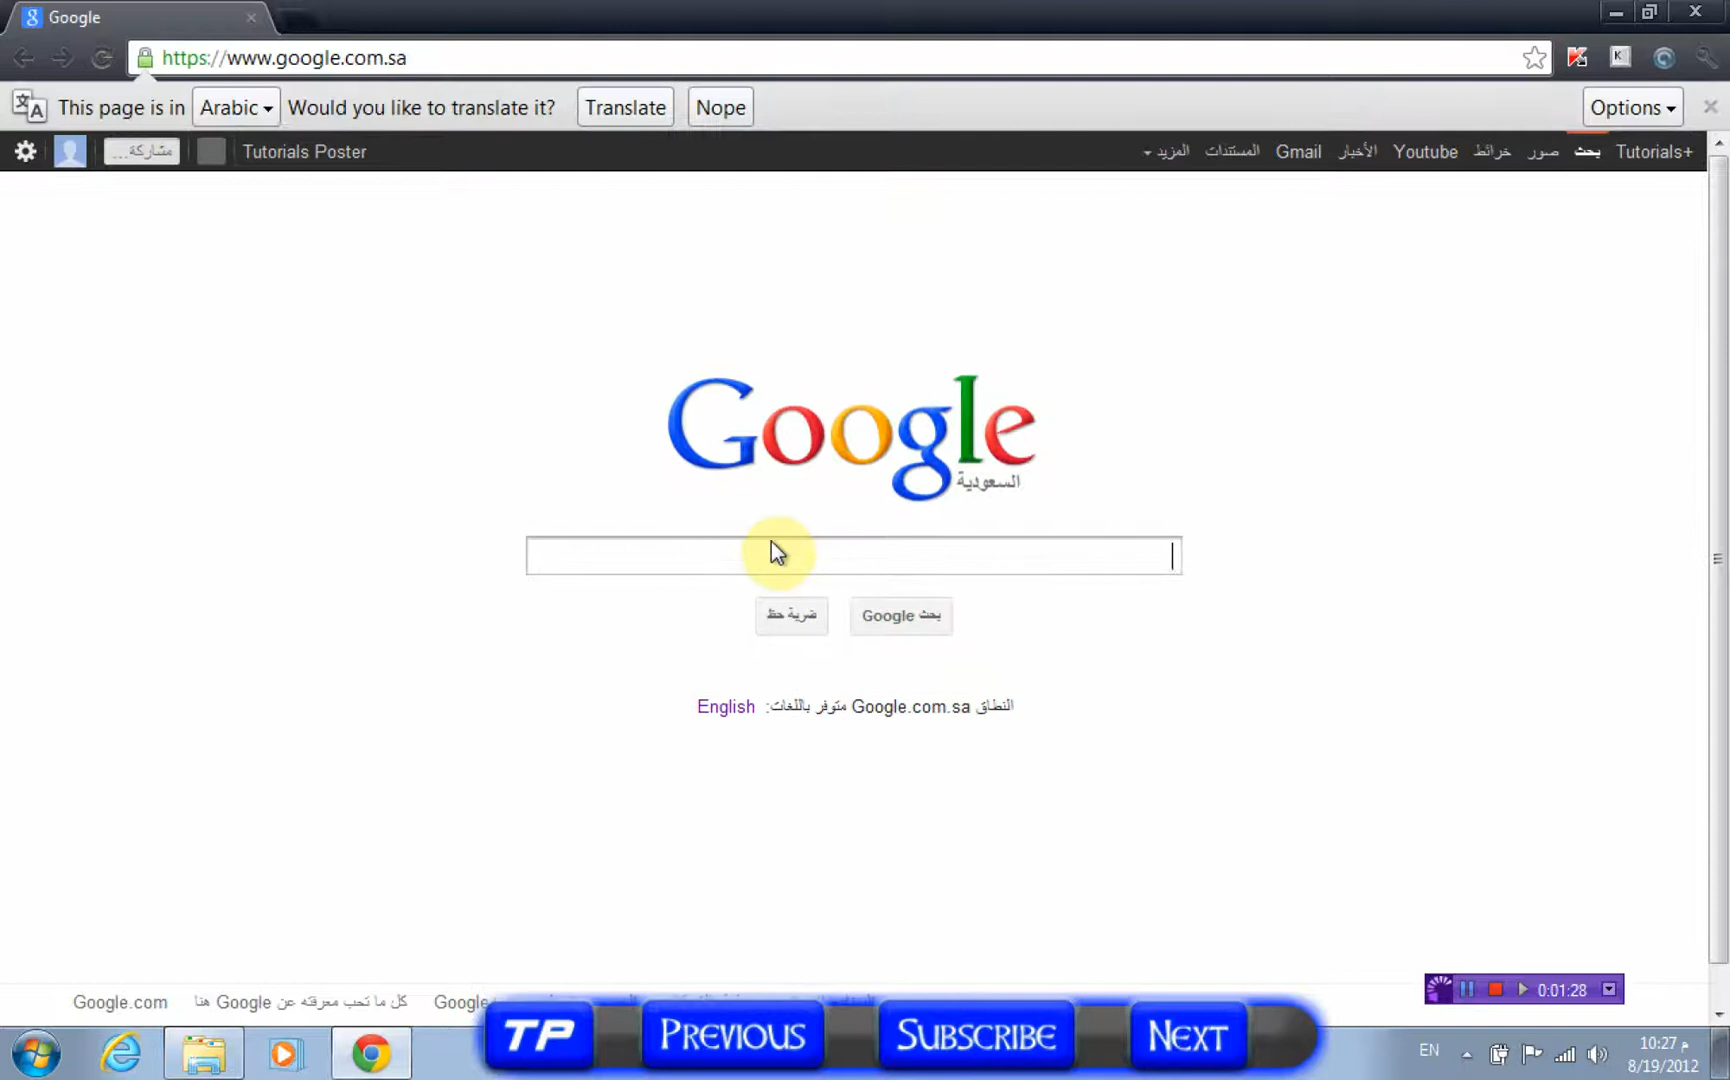 Google
https://www.google.com.sa
This page is in Arabic Would you like to translate it? Translate Nope Options
مشاركة... Tutorials Poster
Tutorials+ بحث صور خرائط Youtube الأخبار Gmail المستندات المزيد
Google
السعودية
بحث Google ضربة حظ
النطاق Google.com.sa متوفر باللغات: English
Google.com كل ما تحب معرفته عن Google هنا Google
0:01:28
TP Previous Subscribe Next
EN
10:27 م
8/19/2012